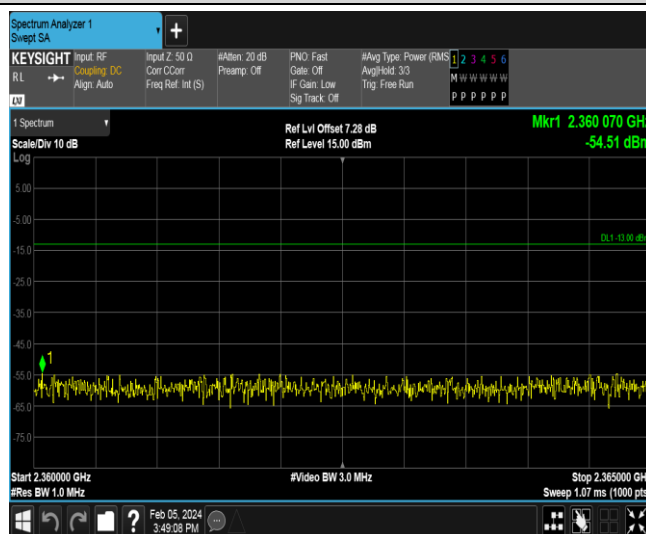 Spectrum Analyzer 1
Swept SA
+
KEYSIGHT Input: RF Input Z: 50 Ω #Atten: 20 dB PNO: Fast #Avg Type: Power (RMS 1 2 3 4 5 6
RL Coupling: DC Corr CCorr Preamp: Off Gate: Off Avg|Hold: 3/3 M W W W W W
Align: Auto Freq Ref: Int (S) IF Gain: Low Trig: Free Run
LXI Sig Track: Off P P P P P P
1 Spectrum Ref Lvl Offset 7.28 dB Mkr1 2.360 070 GHz
Scale/Div 10 dB Ref Level 15.00 dBm -54.51 dBm
Log
5.00
-5.00
DL1 -13.00 dBm
-15.0
-25.0
-35.0
-45.0
1
-55.0
-65.0
-75.0
Start 2.360000 GHz #Video BW 3.0 MHz Stop 2.365000 GHz
#Res BW 1.0 MHz Sweep 1.07 ms (1000 pts)
? Feb 05, 2024
3:49:08 PM